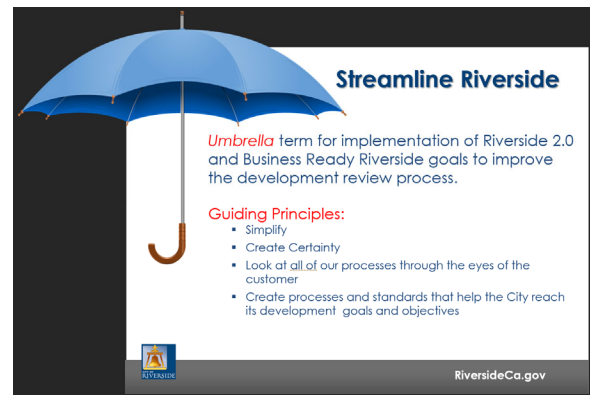 Streamline Riverside
Umbrella term for implementation of Riverside 2.0
and Business Ready Riverside goals to improve
the development review process.
Guiding Principles:
▪ Simplify
▪ Create Certainty
▪ Look at all of our processes through the eyes of the
customer
▪ Create processes and standards that help the City reach
its development goals and objectives
CITY OF
RIVERSIDE
RiversideCa.gov